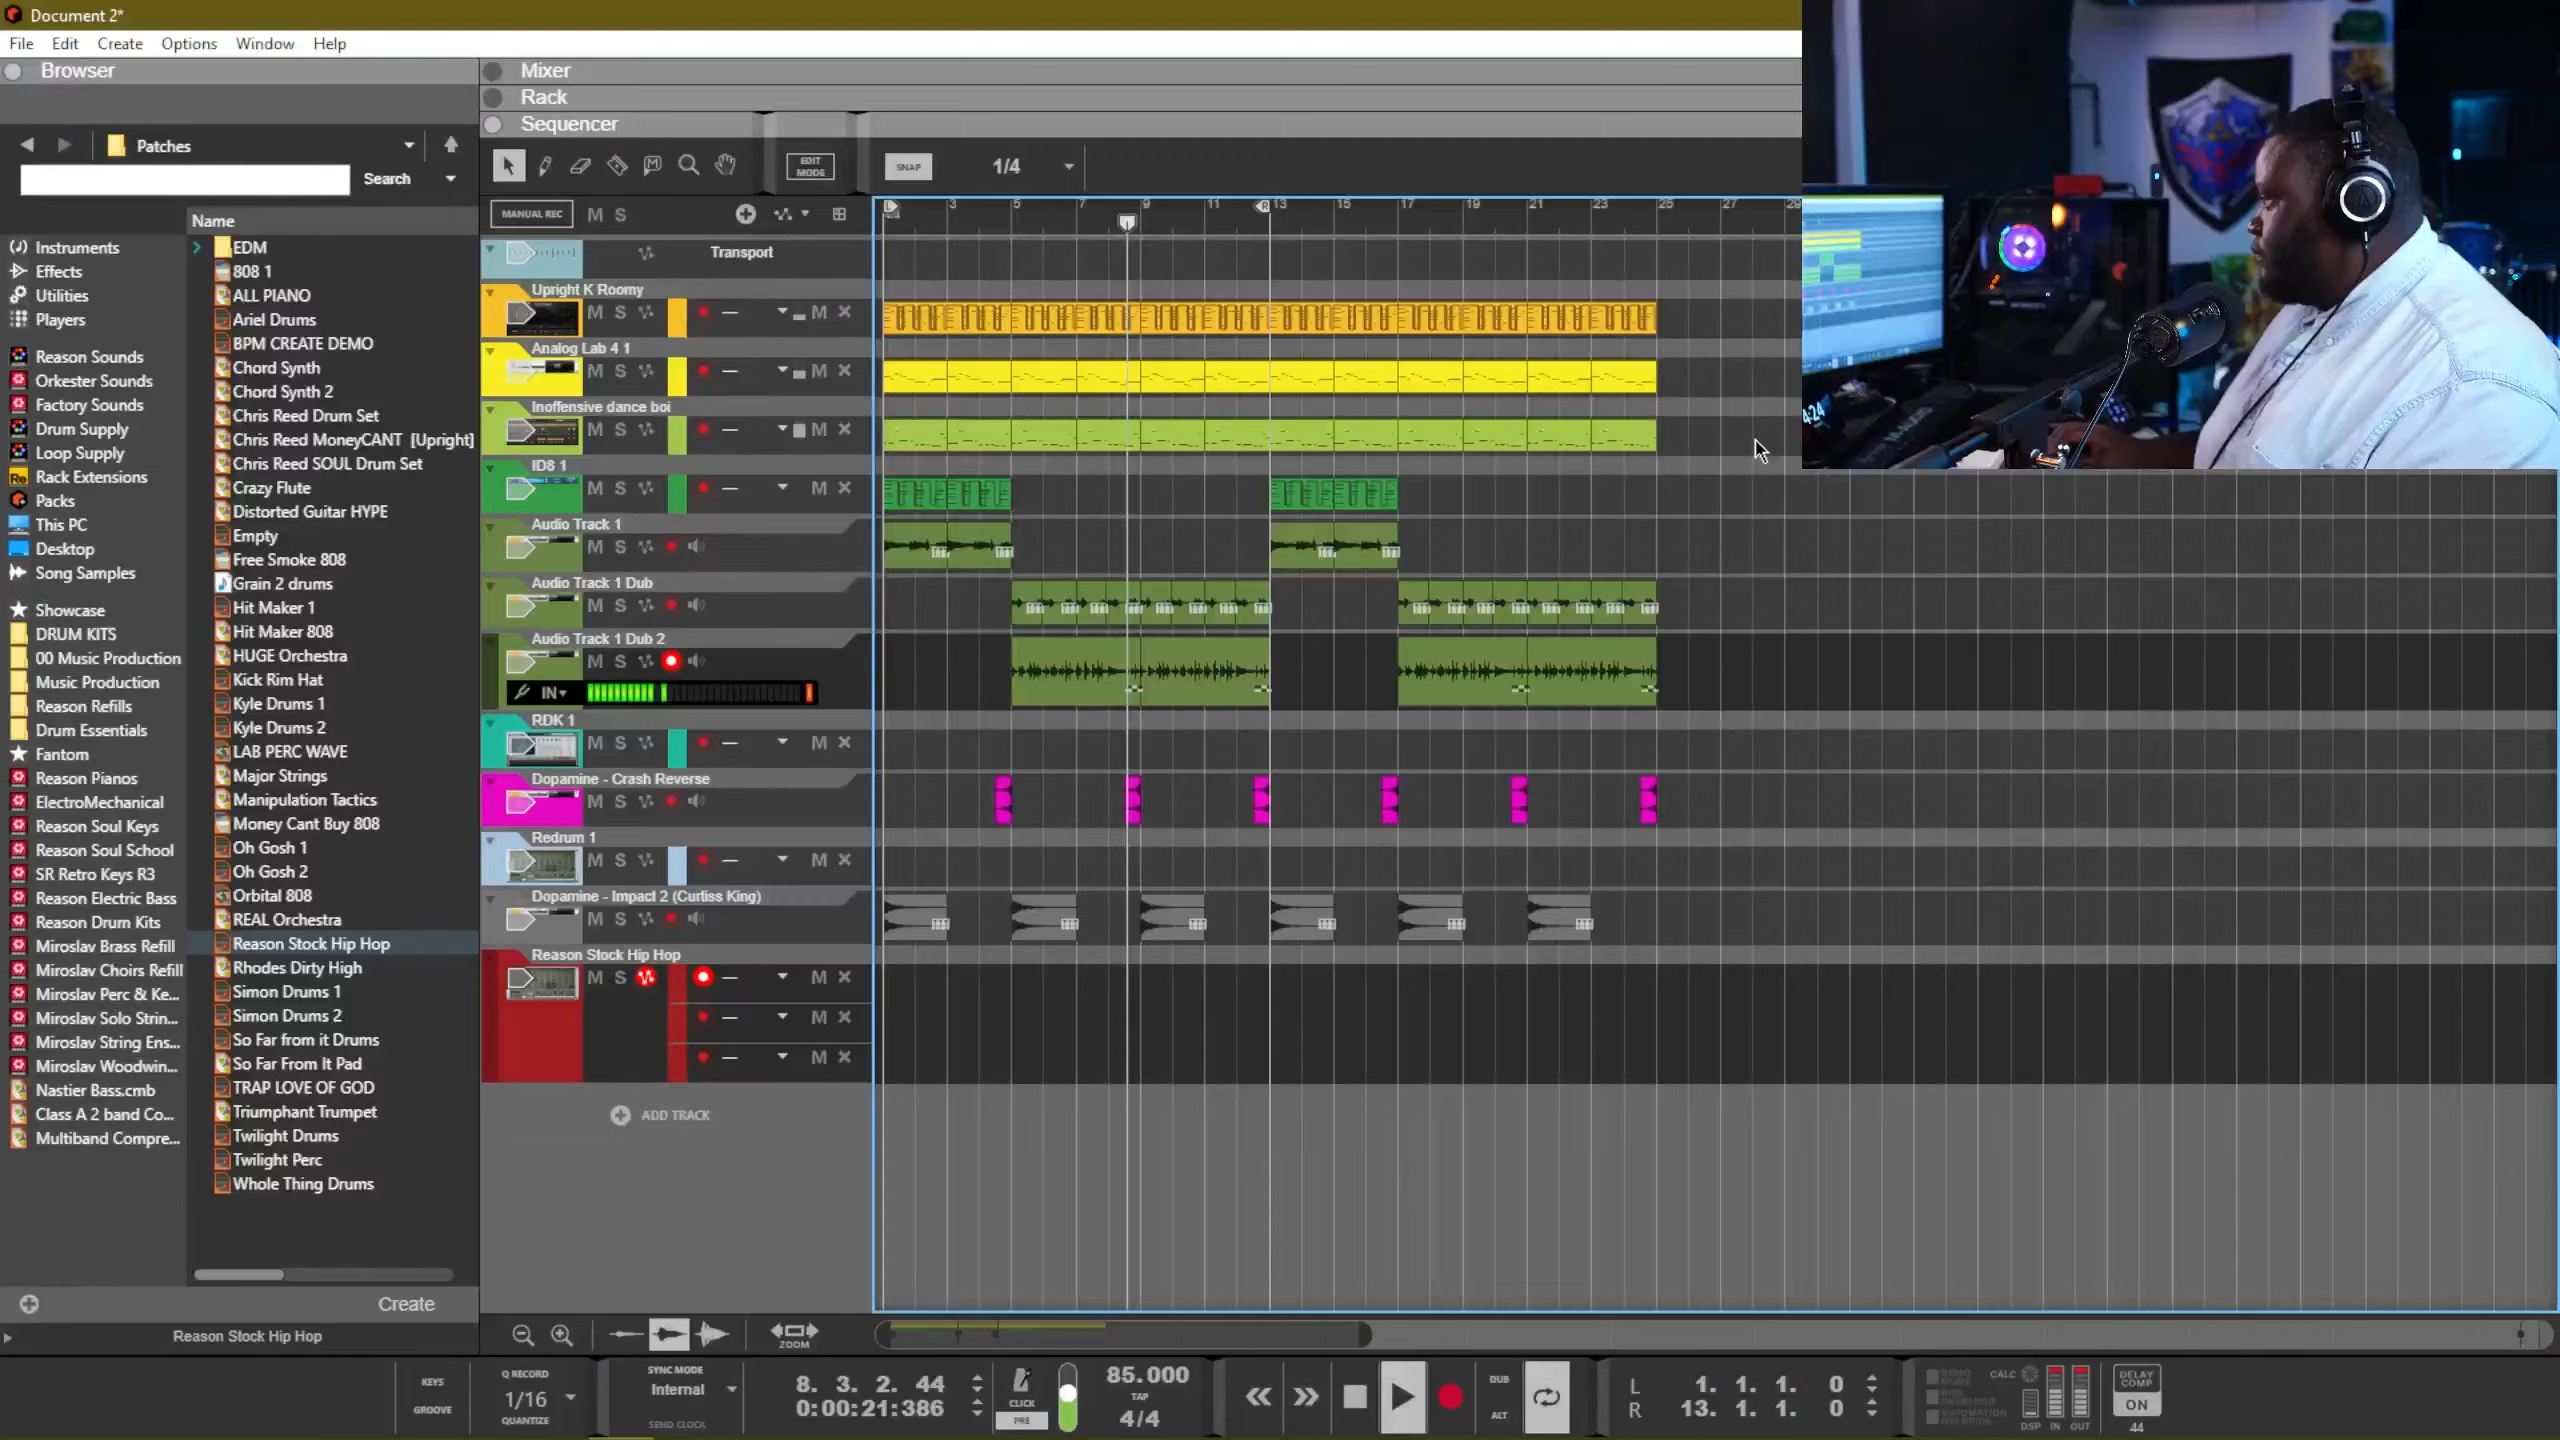 Document 2*
File Edit Create Options Window Help
Browser
Mixer
Rack
Sequencer
Patches
Search
EDIT MODE
SNAP
1/4
MANUAL REC M S
3 5 7 9 11 13 15 17 19 21 23 25 27 29
L
R
Name
Instruments
Effects
Utilities
Players
Reason Sounds
Orkester Sounds
Factory Sounds
Drum Supply
Loop Supply
Rack Extensions
Packs
This PC
Desktop
Song Samples
Showcase
DRUM KITS
00 Music Production
Music Production
Reason Refills
Drum Essentials
Fantom
Reason Pianos
ElectroMechanical
Reason Soul Keys
Reason Soul School
SR Retro Keys R3
Reason Electric Bass
Reason Drum Kits
Miroslav Brass Refill
Miroslav Choirs Refill
Miroslav Perc & Ke...
Miroslav Solo Strin...
Miroslav String Ens...
Miroslav Woodwin...
Nastier Bass.cmb
Class A 2 band Co...
Multiband Compre...
EDM
808 1
ALL PIANO
Ariel Drums
BPM CREATE DEMO
Chord Synth
Chord Synth 2
Chris Reed Drum Set
Chris Reed MoneyCANT [Upright]
Chris Reed SOUL Drum Set
Crazy Flute
Distorted Guitar HYPE
Empty
Free Smoke 808
Grain 2 drums
Hit Maker 1
Hit Maker 808
HUGE Orchestra
Kick Rim Hat
Kyle Drums 1
Kyle Drums 2
LAB PERC WAVE
Major Strings
Manipulation Tactics
Money Cant Buy 808
Oh Gosh 1
Oh Gosh 2
Orbital 808
REAL Orchestra
Reason Stock Hip Hop
Rhodes Dirty High
Simon Drums 1
Simon Drums 2
So Far from it Drums
So Far From It Pad
TRAP LOVE OF GOD
Triumphant Trumpet
Twilight Drums
Twilight Perc
Whole Thing Drums
Create
Reason Stock Hip Hop
Transport
Upright K Roomy
M S M
Analog Lab 4 1
M S M
Inoffensive dance boi
M S M
ID8 1
M S M
Audio Track 1
M S
Audio Track 1 Dub
M S
Audio Track 1 Dub 2
M S
IN
RDK 1
M S M
Dopamine - Crash Reverse
M S
Redrum 1
M S M
Dopamine - Impact 2 (Curtiss King)
M S
Reason Stock Hip Hop
M S M
M
M
ADD TRACK
ZOOM
KEYS
GROOVE
Q RECORD
1/16
QUANTIZE
SYNC MODE
Internal
SEND CLOCK
8. 3. 2. 44
0:00:21:386
CLICK
PRE
85.000
TAP
4/4
DUB
ALT
L 1. 1. 1. 0
R 13. 1. 1. 0
CALC
DSP IN OUT
DELAY COMP
ON
44